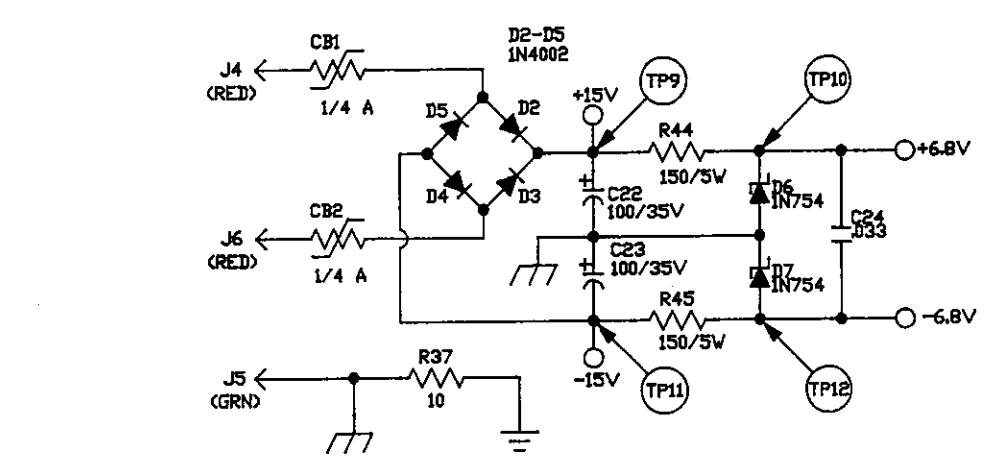 CB1
J4
(RED)
1/4 A
D2-D5
1N4002
D5
D2
D4
D3
+15V
TP9
TP10
R44
150/5W
+6.8V
D6
1N754
C22
100/35V
C24
.033
CB2
J6
(RED)
1/4 A
C23
100/35V
D7
1N754
R45
150/5W
-6.8V
-15V
TP11
TP12
J5
(GRN)
R37
10